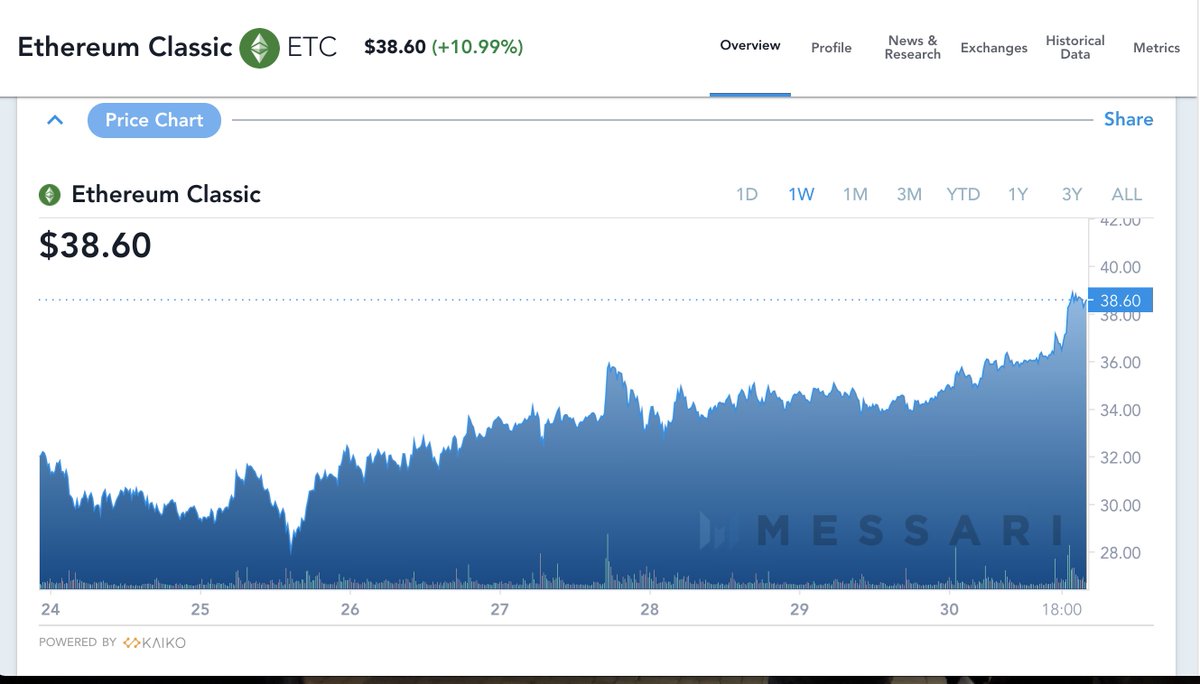 Ethereum Classic ETC $38.60 (+10.99%)
Overview
Profile
News &
Research
Exchanges
Historical
Data
Metrics
Price Chart
Share
Ethereum Classic
1D 1W 1M 3M YTD 1Y 3Y ALL
$38.60
42.00
40.00
38.60
38.00
36.00
34.00
32.00
30.00
28.00
MESSARI
24 25 26 27 28 29 30 18:00
POWERED BY KAIKO